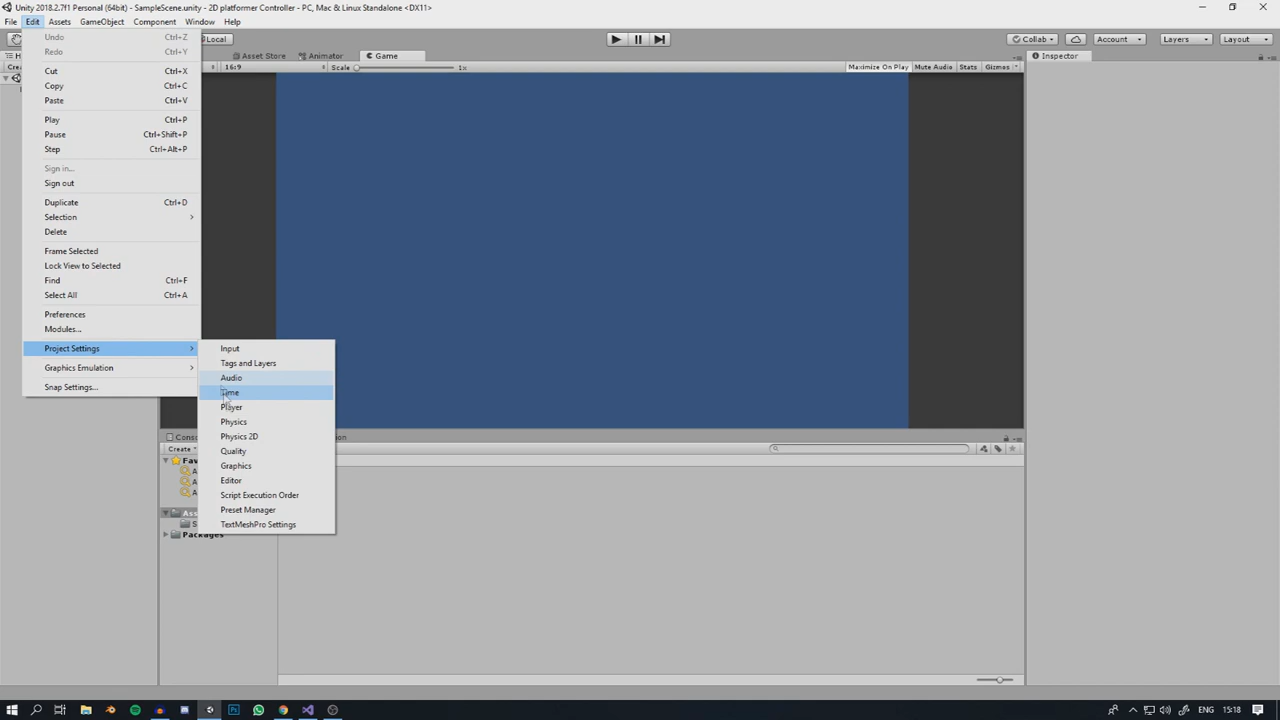 Unity 2018.2.7f1 Personal (64bit) - SampleScene.unity - 2D platformer Controller - PC, Mac & Linux Standalone <DX11>
File Edit Assets GameObject Component Window Help
Undo Ctrl+Z
Redo Ctrl+Y
Cut Ctrl+X
Copy Ctrl+C
Paste Ctrl+V
Play Ctrl+P
Pause Ctrl+Shift+P
Step Ctrl+Alt+P
Sign in...
Sign out
Duplicate Ctrl+D
Selection
Delete
Frame Selected
Lock View to Selected
Find Ctrl+F
Select All Ctrl+A
Preferences
Modules...
Project Settings
Graphics Emulation
Snap Settings...
Input
Tags and Layers
Audio
Time
Player
Physics
Physics 2D
Quality
Graphics
Editor
Script Execution Order
Preset Manager
TextMeshPro Settings
Local
Collab Account Layers Layout
Asset Store Animator Game
Inspector
16:9 Scale 1x Maximize On Play Mute Audio Stats Gizmos
Create
Packages
ENG 15:18